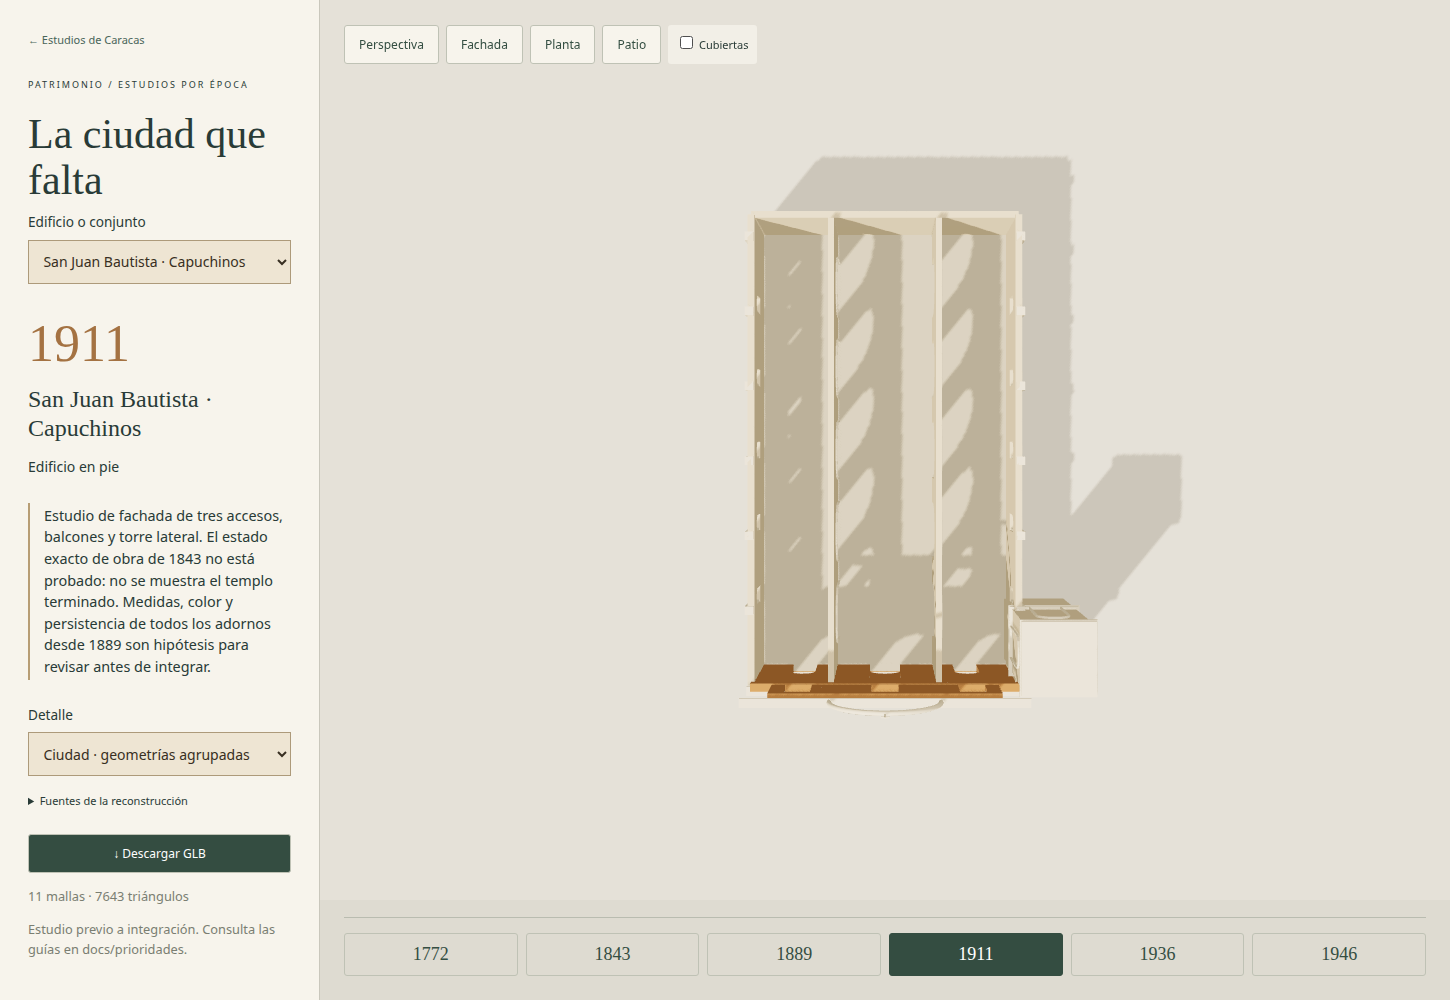 ← Estudios de Caracas
PATRIMONIO / ESTUDIOS POR ÉPOCA
La ciudad que
falta
Edificio o conjunto
San Juan Bautista · Capuchinos
1911
San Juan Bautista ·
Capuchinos
Edificio en pie
Estudio de fachada de tres accesos,
balcones y torre lateral. El estado
exacto de obra de 1843 no está
probado: no se muestra el templo
terminado. Medidas, color y
persistencia de todos los adornos
desde 1889 son hipótesis para
revisar antes de integrar.
Detalle
Ciudad · geometrías agrupadas
Fuentes de la reconstrucción
↓ Descargar GLB
11 mallas · 7643 triángulos
Estudio previo a integración. Consulta las
guías en docs/prioridades.
Perspectiva
Fachada
Planta
Patio
Cubiertas
1772
1843
1889
1911
1936
1946